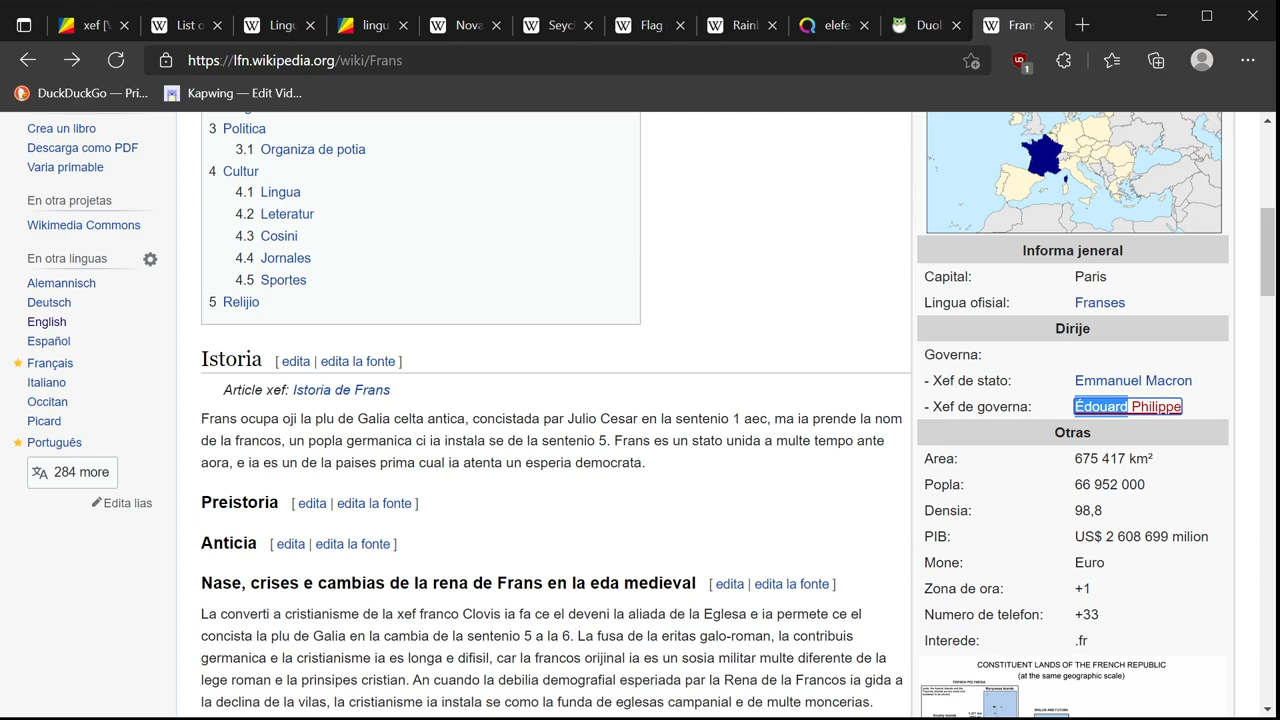 xef [V
List o
Lingu
lingu
Nova
Seych
Flag o
Rainb
elefe
Duol
Frans
https://lfn.wikipedia.org/wiki/Frans
UD
1
DuckDuckGo — Pri...
Kapwing — Edit Vid...
Crea un libro
Descarga como PDF
Varia primable
En otra projetas
Wikimedia Commons
En otra linguas
Alemannisch
Deutsch
English
Español
Français
Italiano
Occitan
Picard
Português
284 more
Edita lias
3 Politica
3.1 Organiza de potia
4 Cultur
4.1 Lingua
4.2 Leteratur
4.3 Cosini
4.4 Jornales
4.5 Sportes
5 Relijio
Istoria [ edita | edita la fonte ]
Article xef: Istoria de Frans
Frans ocupa oji la plu de Galia celta antica, concistada par Julio Cesar en la sentenio 1 aec, ma ia prende la nom
de la francos, un popla germanica ci ia instala se de la sentenio 5. Frans es un stato unida a multe tempo ante
aora, e ia es un de la paises prima cual ia atenta un esperia democrata.
Preistoria [ edita | edita la fonte ]
Anticia [ edita | edita la fonte ]
Nase, crises e cambias de la rena de Frans en la eda medieval [ edita | edita la fonte ]
La converti a cristianisme de la xef franco Clovis ia fa ce el deveni la aliada de la Eglesa e ia permete ce el
concista la plu de Galia en la cambia de la sentenio 5 a la 6. La fusa de la eritas galo-roman, la contribuis
germanica e la cristianisme ia es longa e difisil, car la francos orijinal ia es un sosia militar multe diferente de la
lege roman e la prinsipes cristian. An cuando la debilia demografial esperiada par la Rena de la Francos ia gida a
la declina de la vilas, la cristianisme ia instala se como la funda de eglesas campanial e de multe moncerias.
Informa jeneral
Capital: Paris
Lingua ofisial: Franses
Dirije
Governa:
- Xef de stato: Emmanuel Macron
- Xef de governa: Édouard Philippe
Otras
Area: 675 417 km²
Popla: 66 952 000
Densia: 98,8
PIB: US$ 2 608 699 milion
Mone: Euro
Zona de ora: +1
Numero de telefon: +33
Interede: .fr
CONSTITUENT LANDS OF THE FRENCH REPUBLIC
(at the same geographic scale)